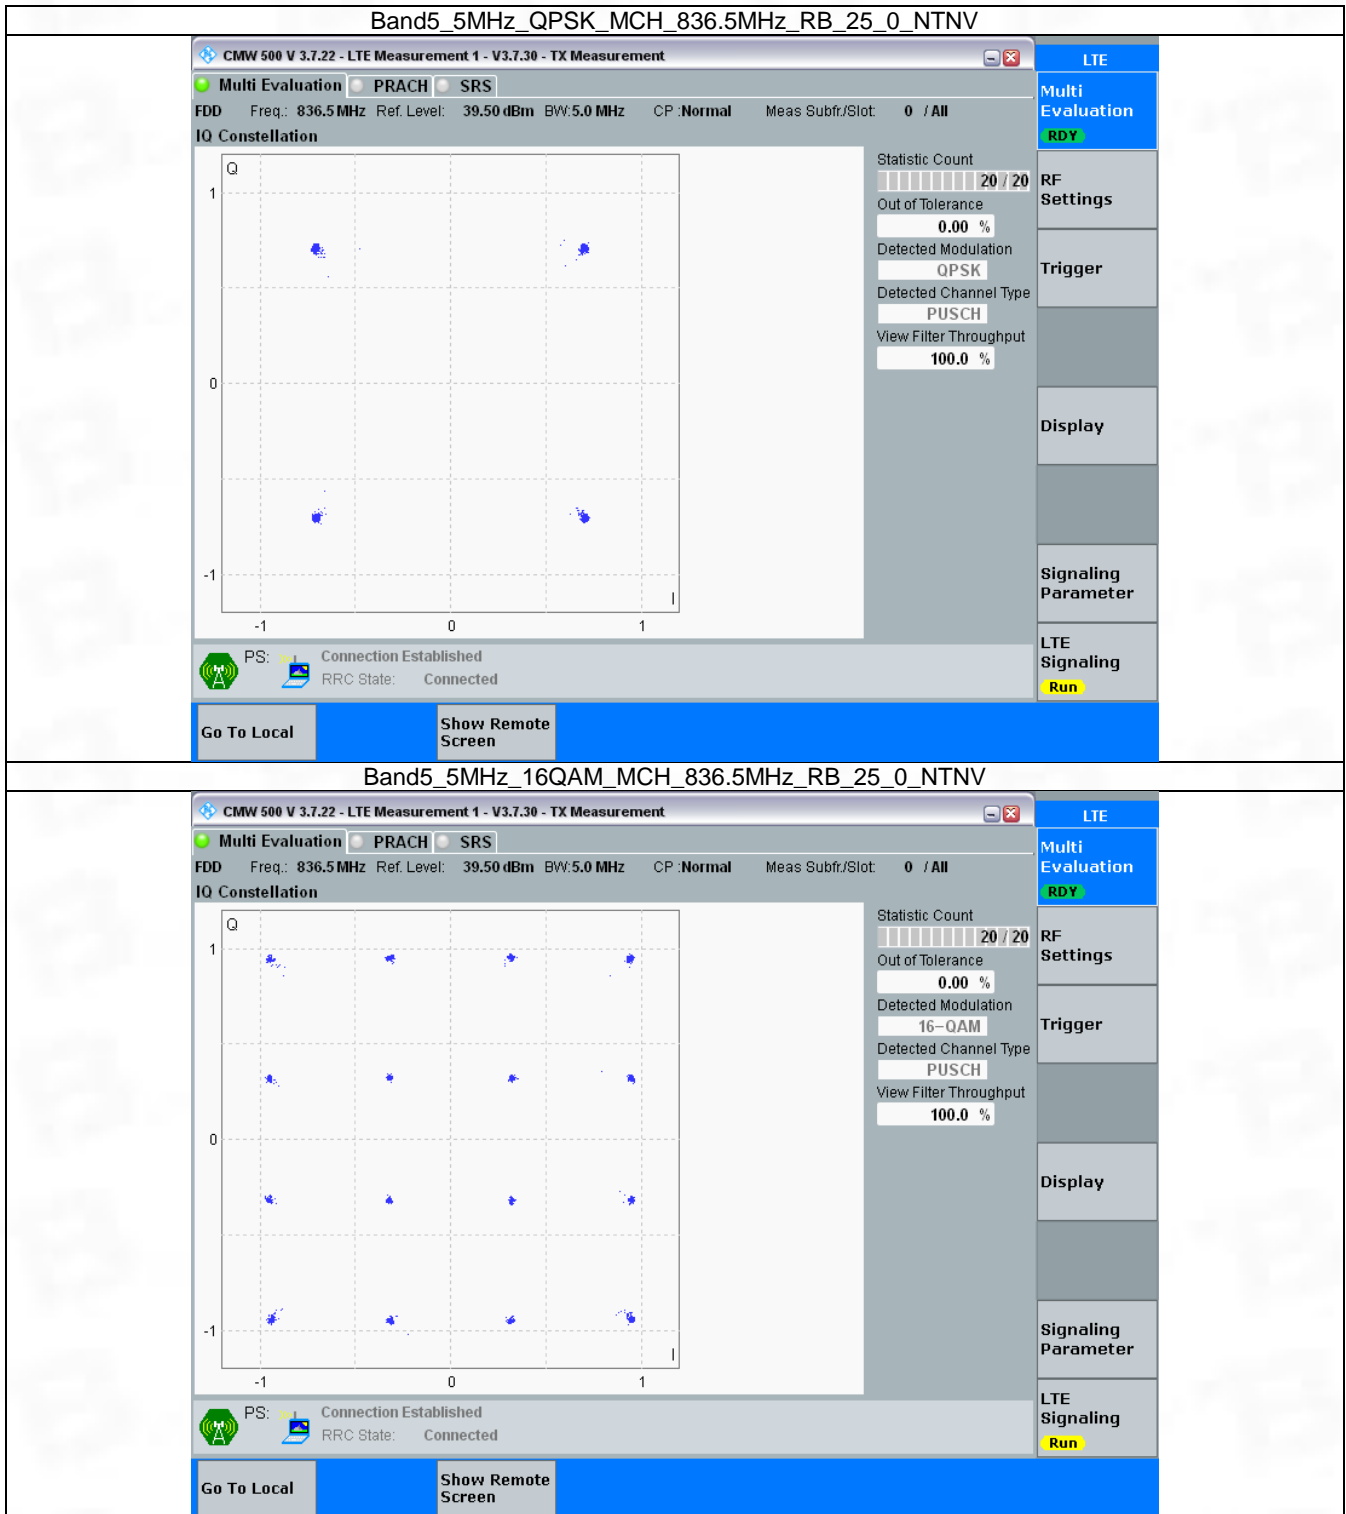 Band5_5MHz_QPSK_MCH_836.5MHz_RB_25_0_NTNV
CMW 500 V 3.7.22 - LTE Measurement 1 - V3.7.30 - TX Measurement
LTE
Multi Evaluation PRACH SRS
Multi
Evaluation
RDY
FDD Freq.: 836.5 MHz Ref. Level: 39.50 dBm BW: 5.0 MHz CP : Normal Meas Subfr./Slot: 0 / All
IQ Constellation
Q
1
0
-1
I
-1 0 1
Statistic Count
20 / 20
Out of Tolerance
0.00 %
Detected Modulation
QPSK
Detected Channel Type
PUSCH
View Filter Throughput
100.0 %
RF
Settings
Trigger
Display
Signaling
Parameter
LTE
Signaling
Run
PS: Connection Established
RRC State: Connected
Go To Local
Show Remote
Screen
Band5_5MHz_16QAM_MCH_836.5MHz_RB_25_0_NTNV
CMW 500 V 3.7.22 - LTE Measurement 1 - V3.7.30 - TX Measurement
LTE
Multi Evaluation PRACH SRS
Multi
Evaluation
RDY
FDD Freq.: 836.5 MHz Ref. Level: 39.50 dBm BW: 5.0 MHz CP : Normal Meas Subfr./Slot: 0 / All
IQ Constellation
Q
1
0
-1
I
-1 0 1
Statistic Count
20 / 20
Out of Tolerance
0.00 %
Detected Modulation
16-QAM
Detected Channel Type
PUSCH
View Filter Throughput
100.0 %
RF
Settings
Trigger
Display
Signaling
Parameter
LTE
Signaling
Run
PS: Connection Established
RRC State: Connected
Go To Local
Show Remote
Screen